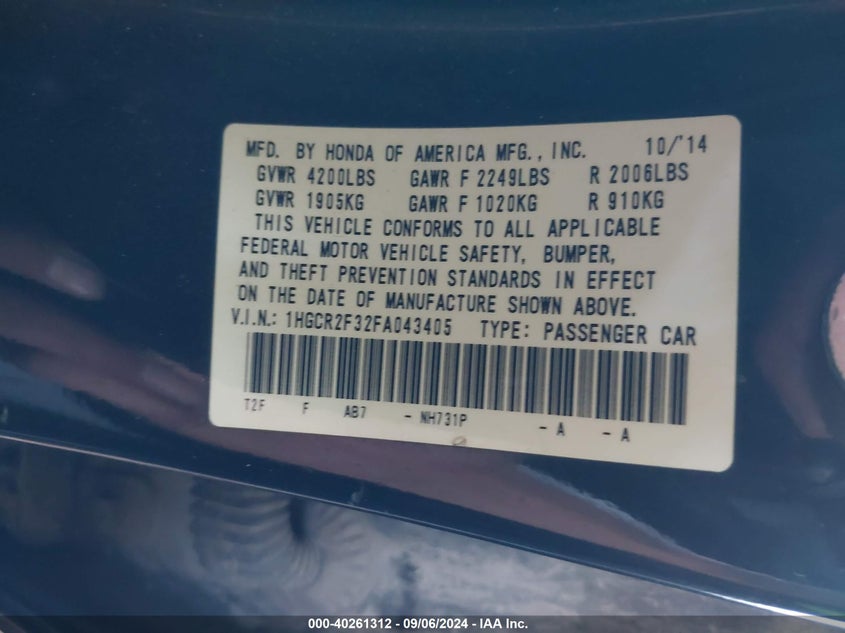 MFD. BY HONDA OF AMERICA MFG., INC. 10/'14
GVWR 4200LBS GAWR F 2249LBS R 2006LBS
GVWR 1905KG GAWR F 1020KG R 910KG
THIS VEHICLE CONFORMS TO ALL APPLICABLE
FEDERAL MOTOR VEHICLE SAFETY, BUMPER,
AND THEFT PREVENTION STANDARDS IN EFFECT
ON THE DATE OF MANUFACTURE SHOWN ABOVE.
V.I.N.: 1HGCR2F32FA043405 TYPE: PASSENGER CAR
T2F F AB7 - NH731P - A - A
000-40261312 - 09/06/2024 - IAA Inc.